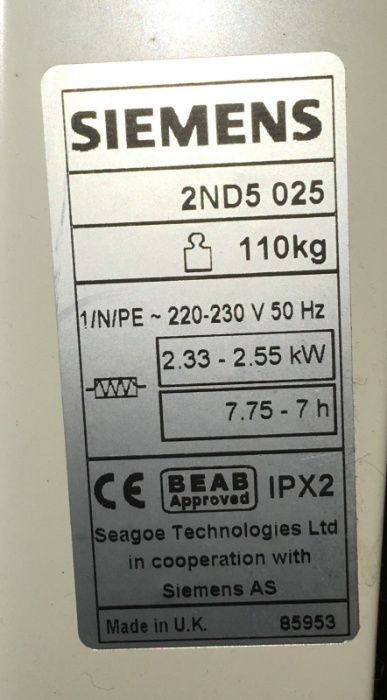 SIEMENS
2ND5 025
110kg
1/N/PE ~ 220-230 V 50 Hz
2.33 - 2.55 kW
7.75 - 7 h
CE BEAB Approved IPX2
Seagoe Technologies Ltd
in cooperation with
Siemens AS
Made in U.K. 85953